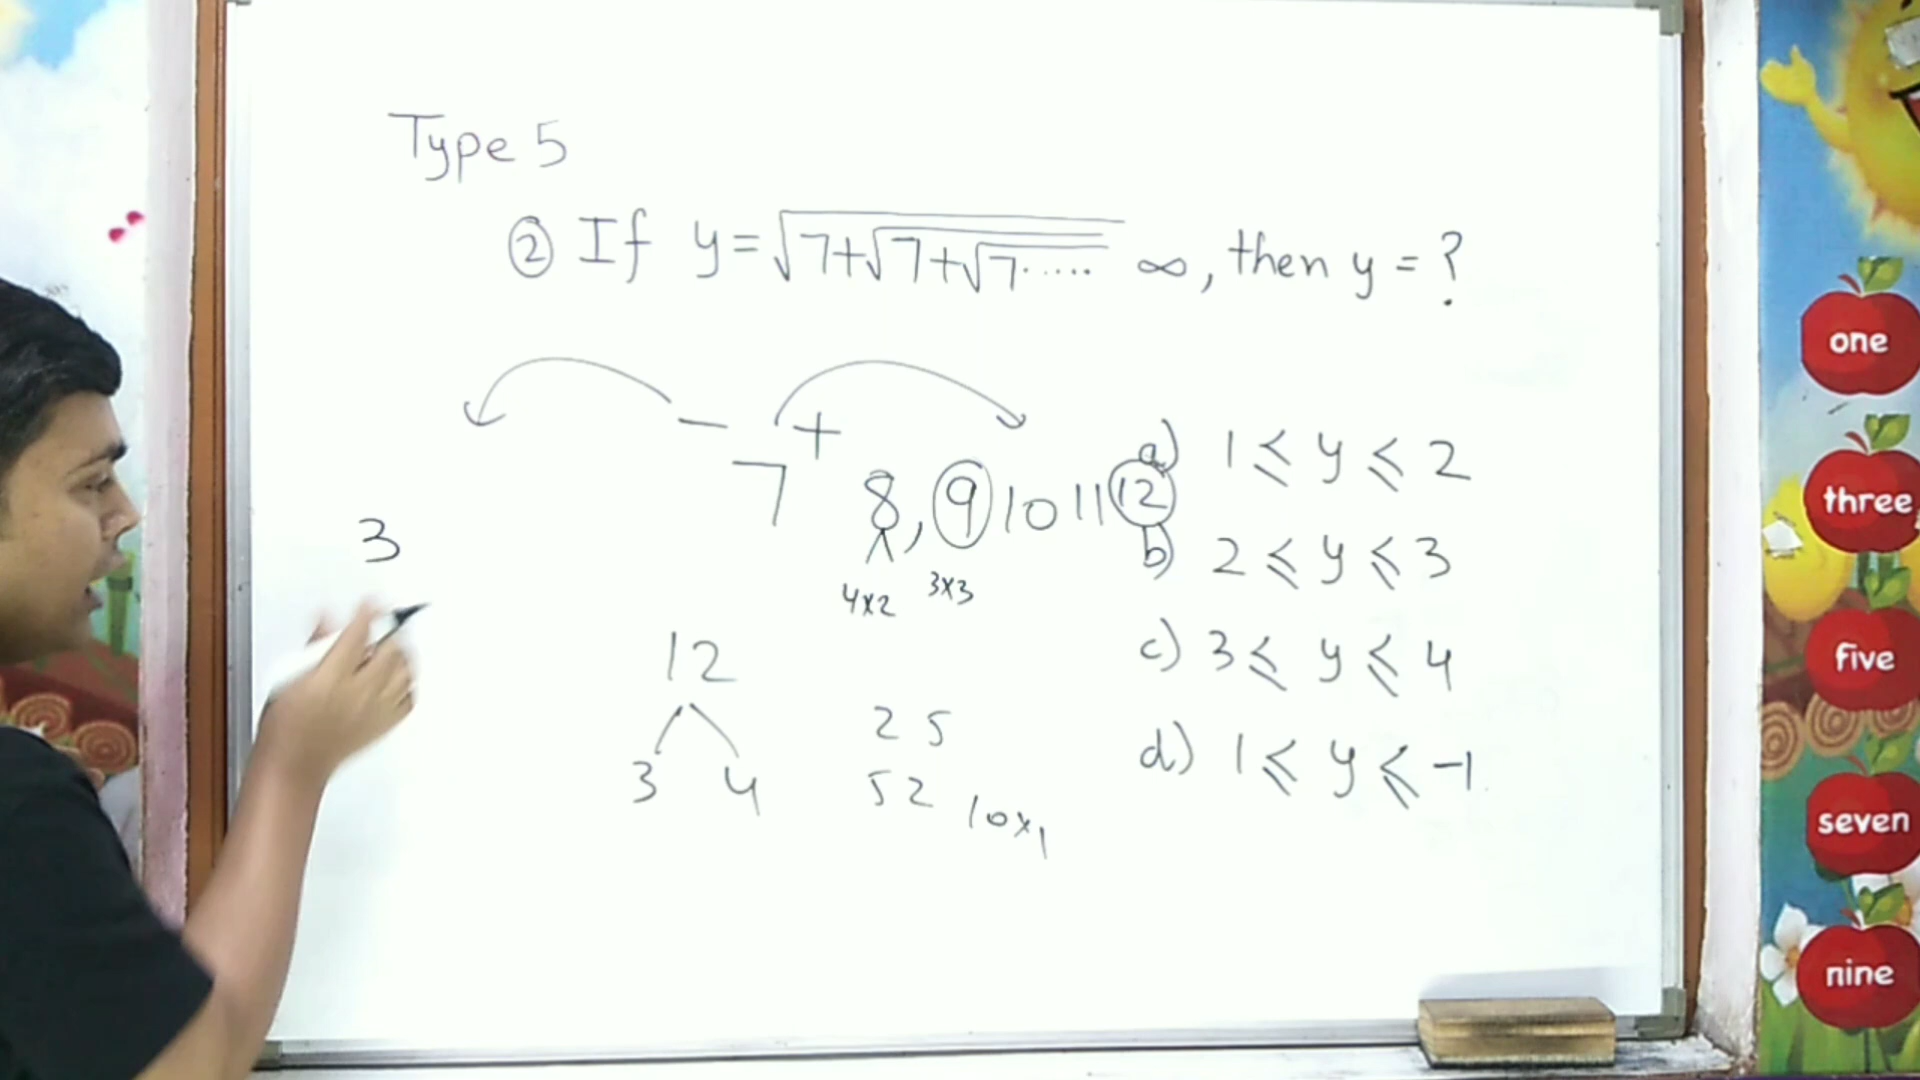 Type 5
② If y = √7+√7+√7..... ∞, then y = ?
− 7 + 8, 9 10 11 12
4x2 3x3
3
12
3 4
2 5
5 2 10x1
a) 1 ⩽ y ⩽ 2
b) 2 ⩽ y ⩽ 3
c) 3 ⩽ y ⩽ 4
d) 1 ⩽ y ⩽ -1
one
three
five
seven
nine